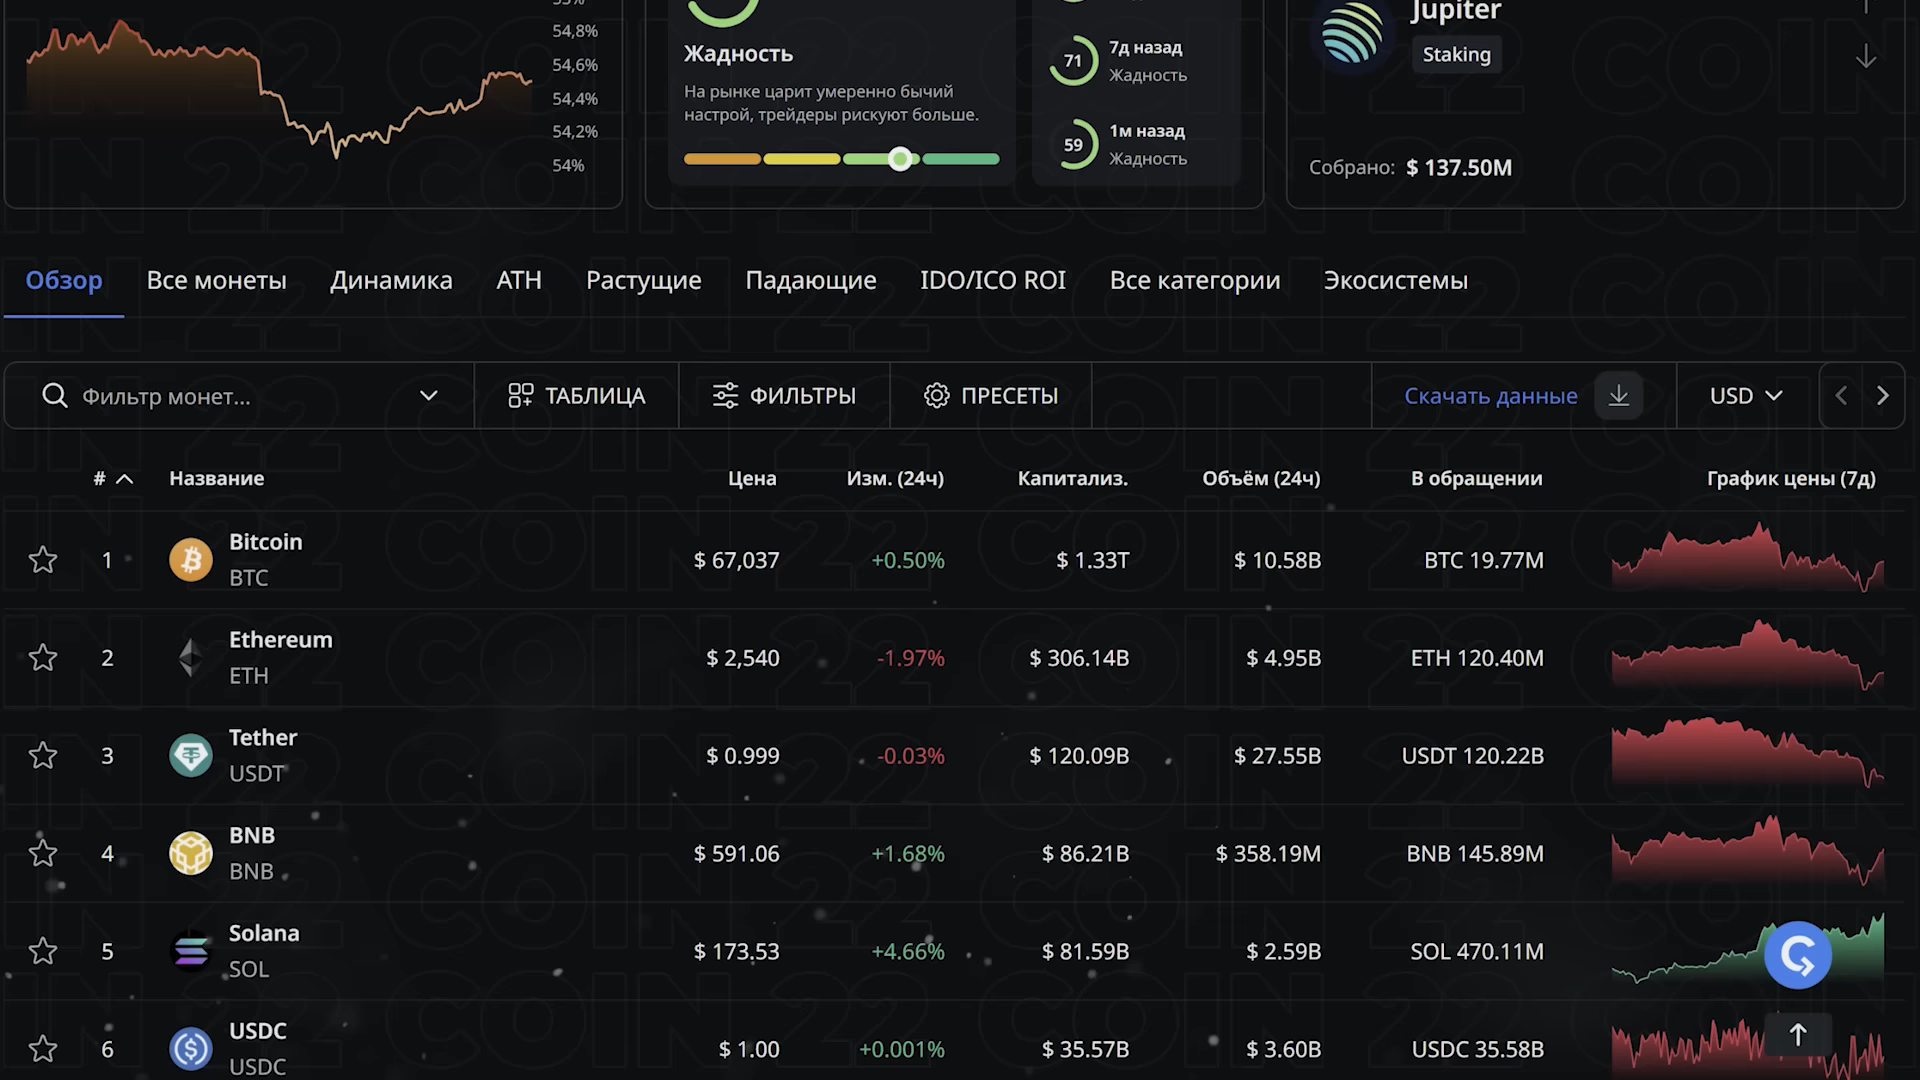 54,8%
54,6%
54,4%
54,2%
54%
Жадность
На рынке царит умеренно бычий
настрой, трейдеры рискуют больше.
71
7д назад
Жадность
59
1м назад
Жадность
Jupiter
Staking
Собрано: $ 137.50M
Обзор Все монеты Динамика ATH Растущие Падающие IDO/ICO ROI Все категории Экосистемы
Фильтр монет... ТАБЛИЦА ФИЛЬТРЫ ПРЕСЕТЫ Скачать данные USD
# Название Цена Изм. (24ч) Капитализ. Объём (24ч) В обращении График цены (7д)
1 Bitcoin $ 67,037 +0.50% $ 1.33T $ 10.58B BTC 19.77M
BTC
2 Ethereum $ 2,540 -1.97% $ 306.14B $ 4.95B ETH 120.40M
ETH
3 Tether $ 0.999 -0.03% $ 120.09B $ 27.55B USDT 120.22B
USDT
4 BNB $ 591.06 +1.68% $ 86.21B $ 358.19M BNB 145.89M
BNB
5 Solana $ 173.53 +4.66% $ 81.59B $ 2.59B SOL 470.11M
SOL
6 USDC $ 1.00 +0.001% $ 35.57B $ 3.60B USDC 35.58B
USDC
COIN 22